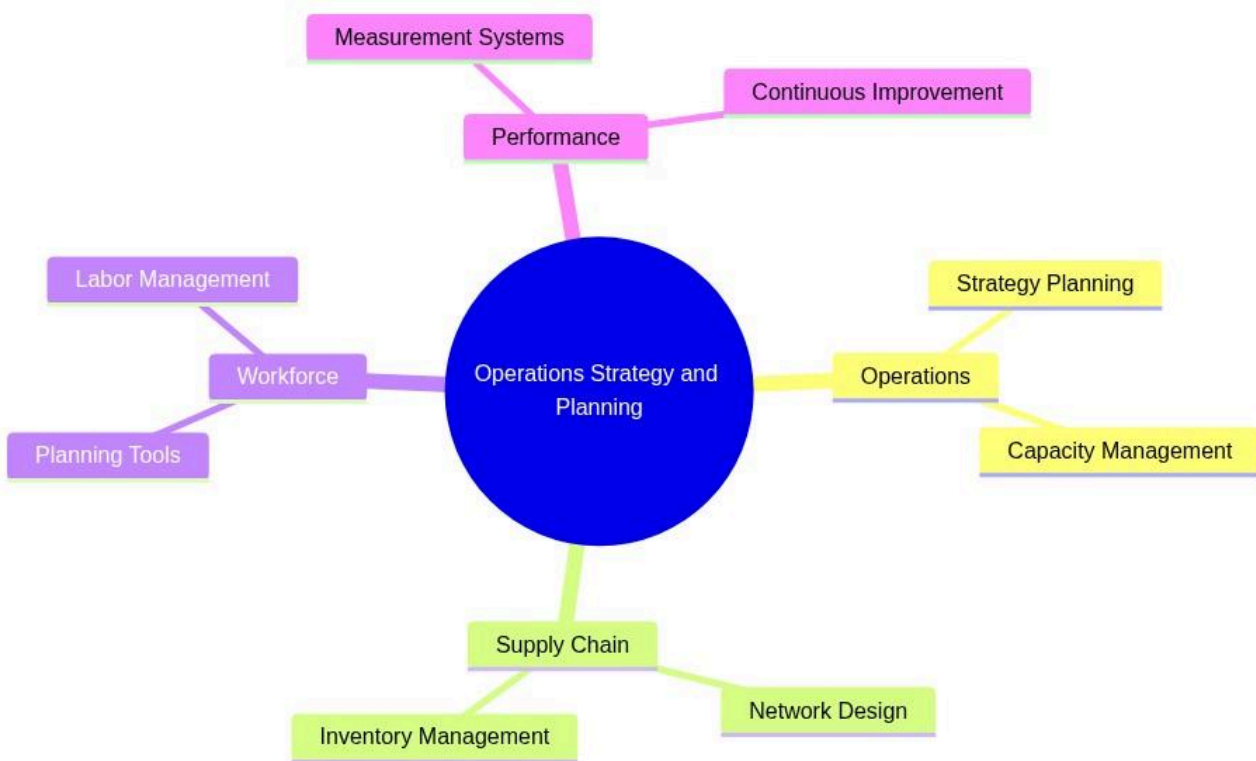 Measurement Systems
Continuous Improvement
Performance
Labor Management
Strategy Planning
Workforce
Operations Strategy and
Planning
Operations
Planning Tools
Capacity Management
Supply Chain
Network Design
Inventory Management